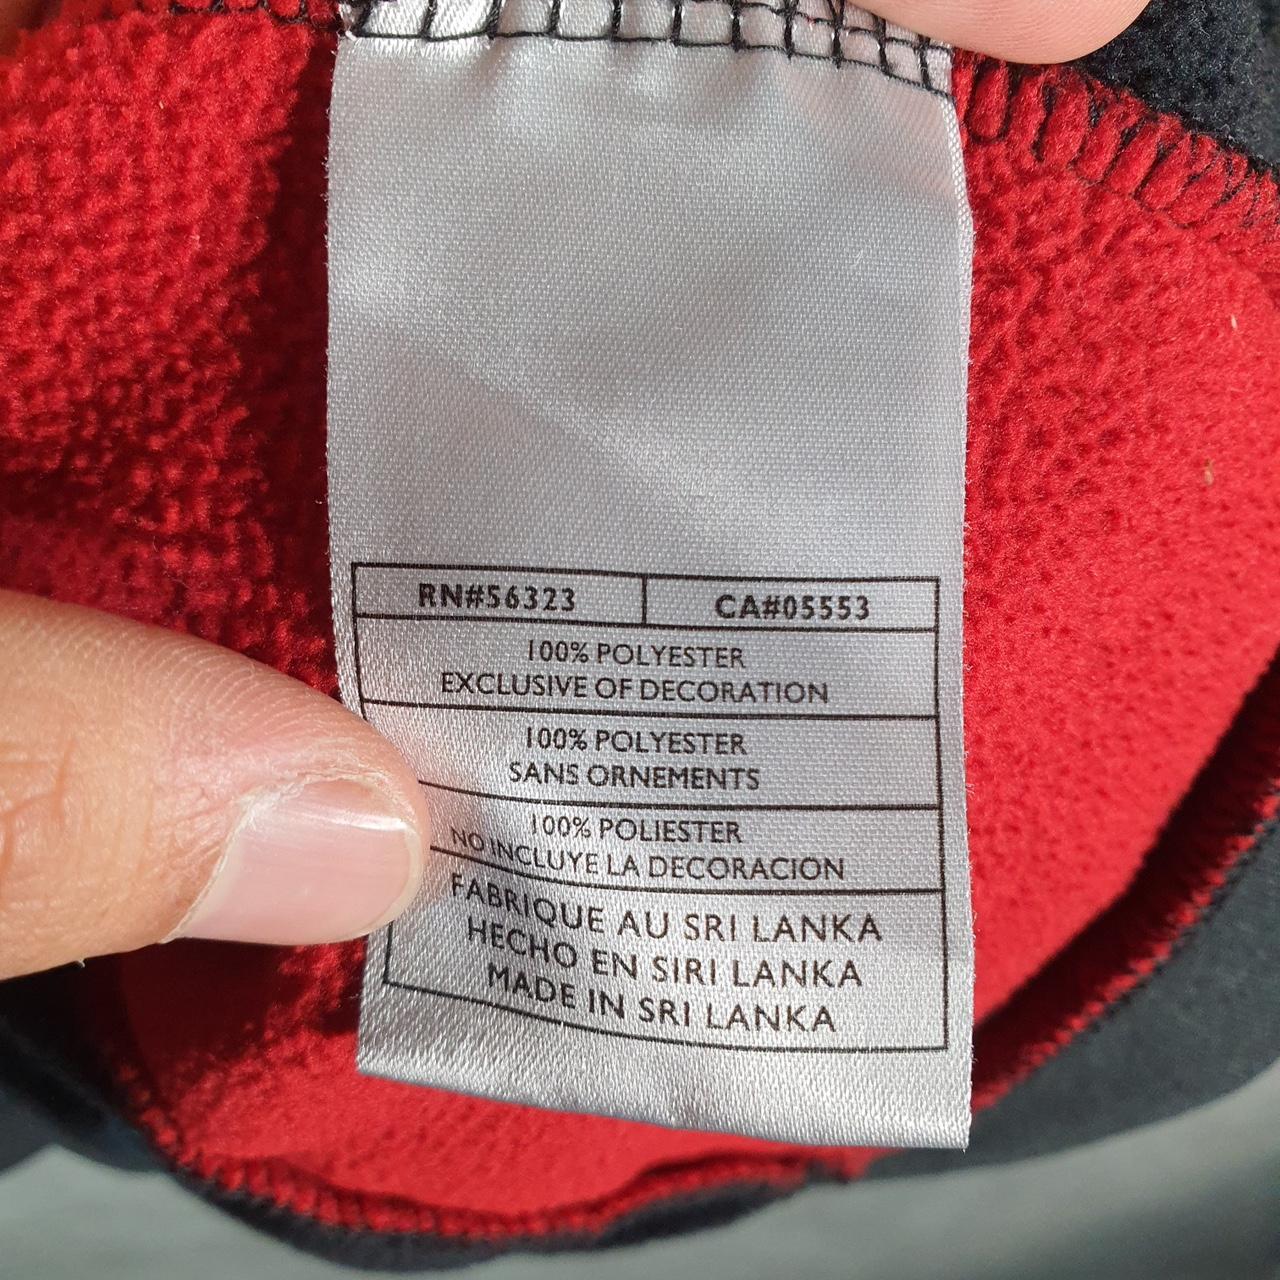 RN#56323 CA#05553
100% POLYESTER
EXCLUSIVE OF DECORATION
100% POLYESTER
SANS ORNEMENTS
100% POLIESTER
NO INCLUYE LA DECORACION
FABRIQUE AU SRI LANKA
HECHO EN SIRI LANKA
MADE IN SRI LANKA